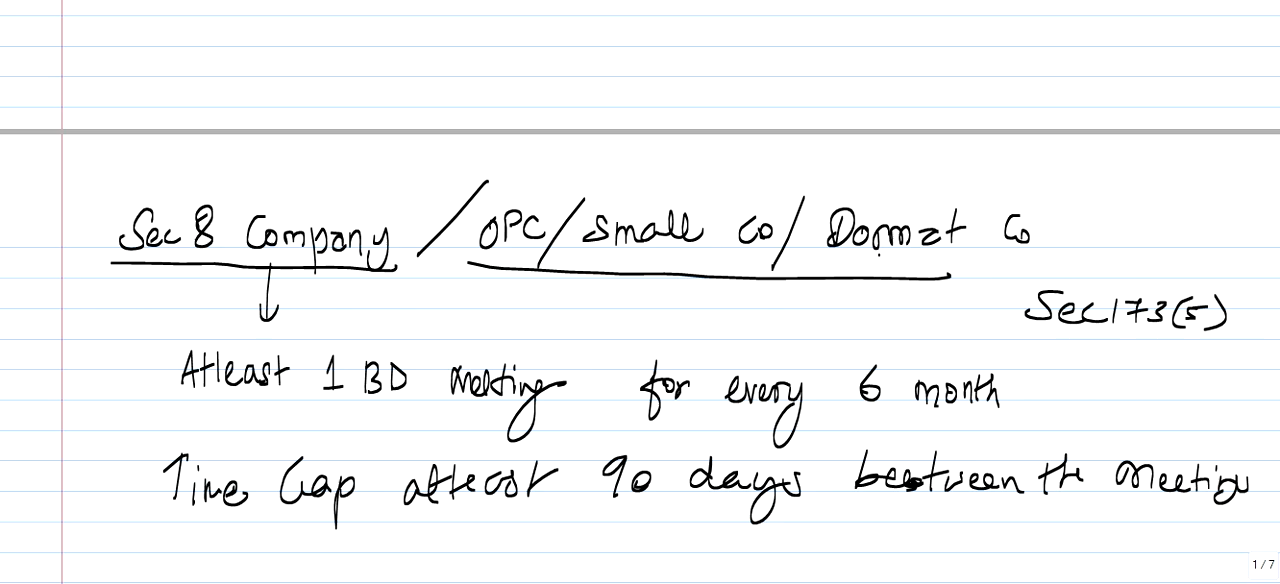 Sec 8 Company / OPC / Small Co / Dormat Co
Sec 173(5)
Atleast 1 BD meeting for every 6 month
Time Gap atleast 90 days between the meeting
1 / 7